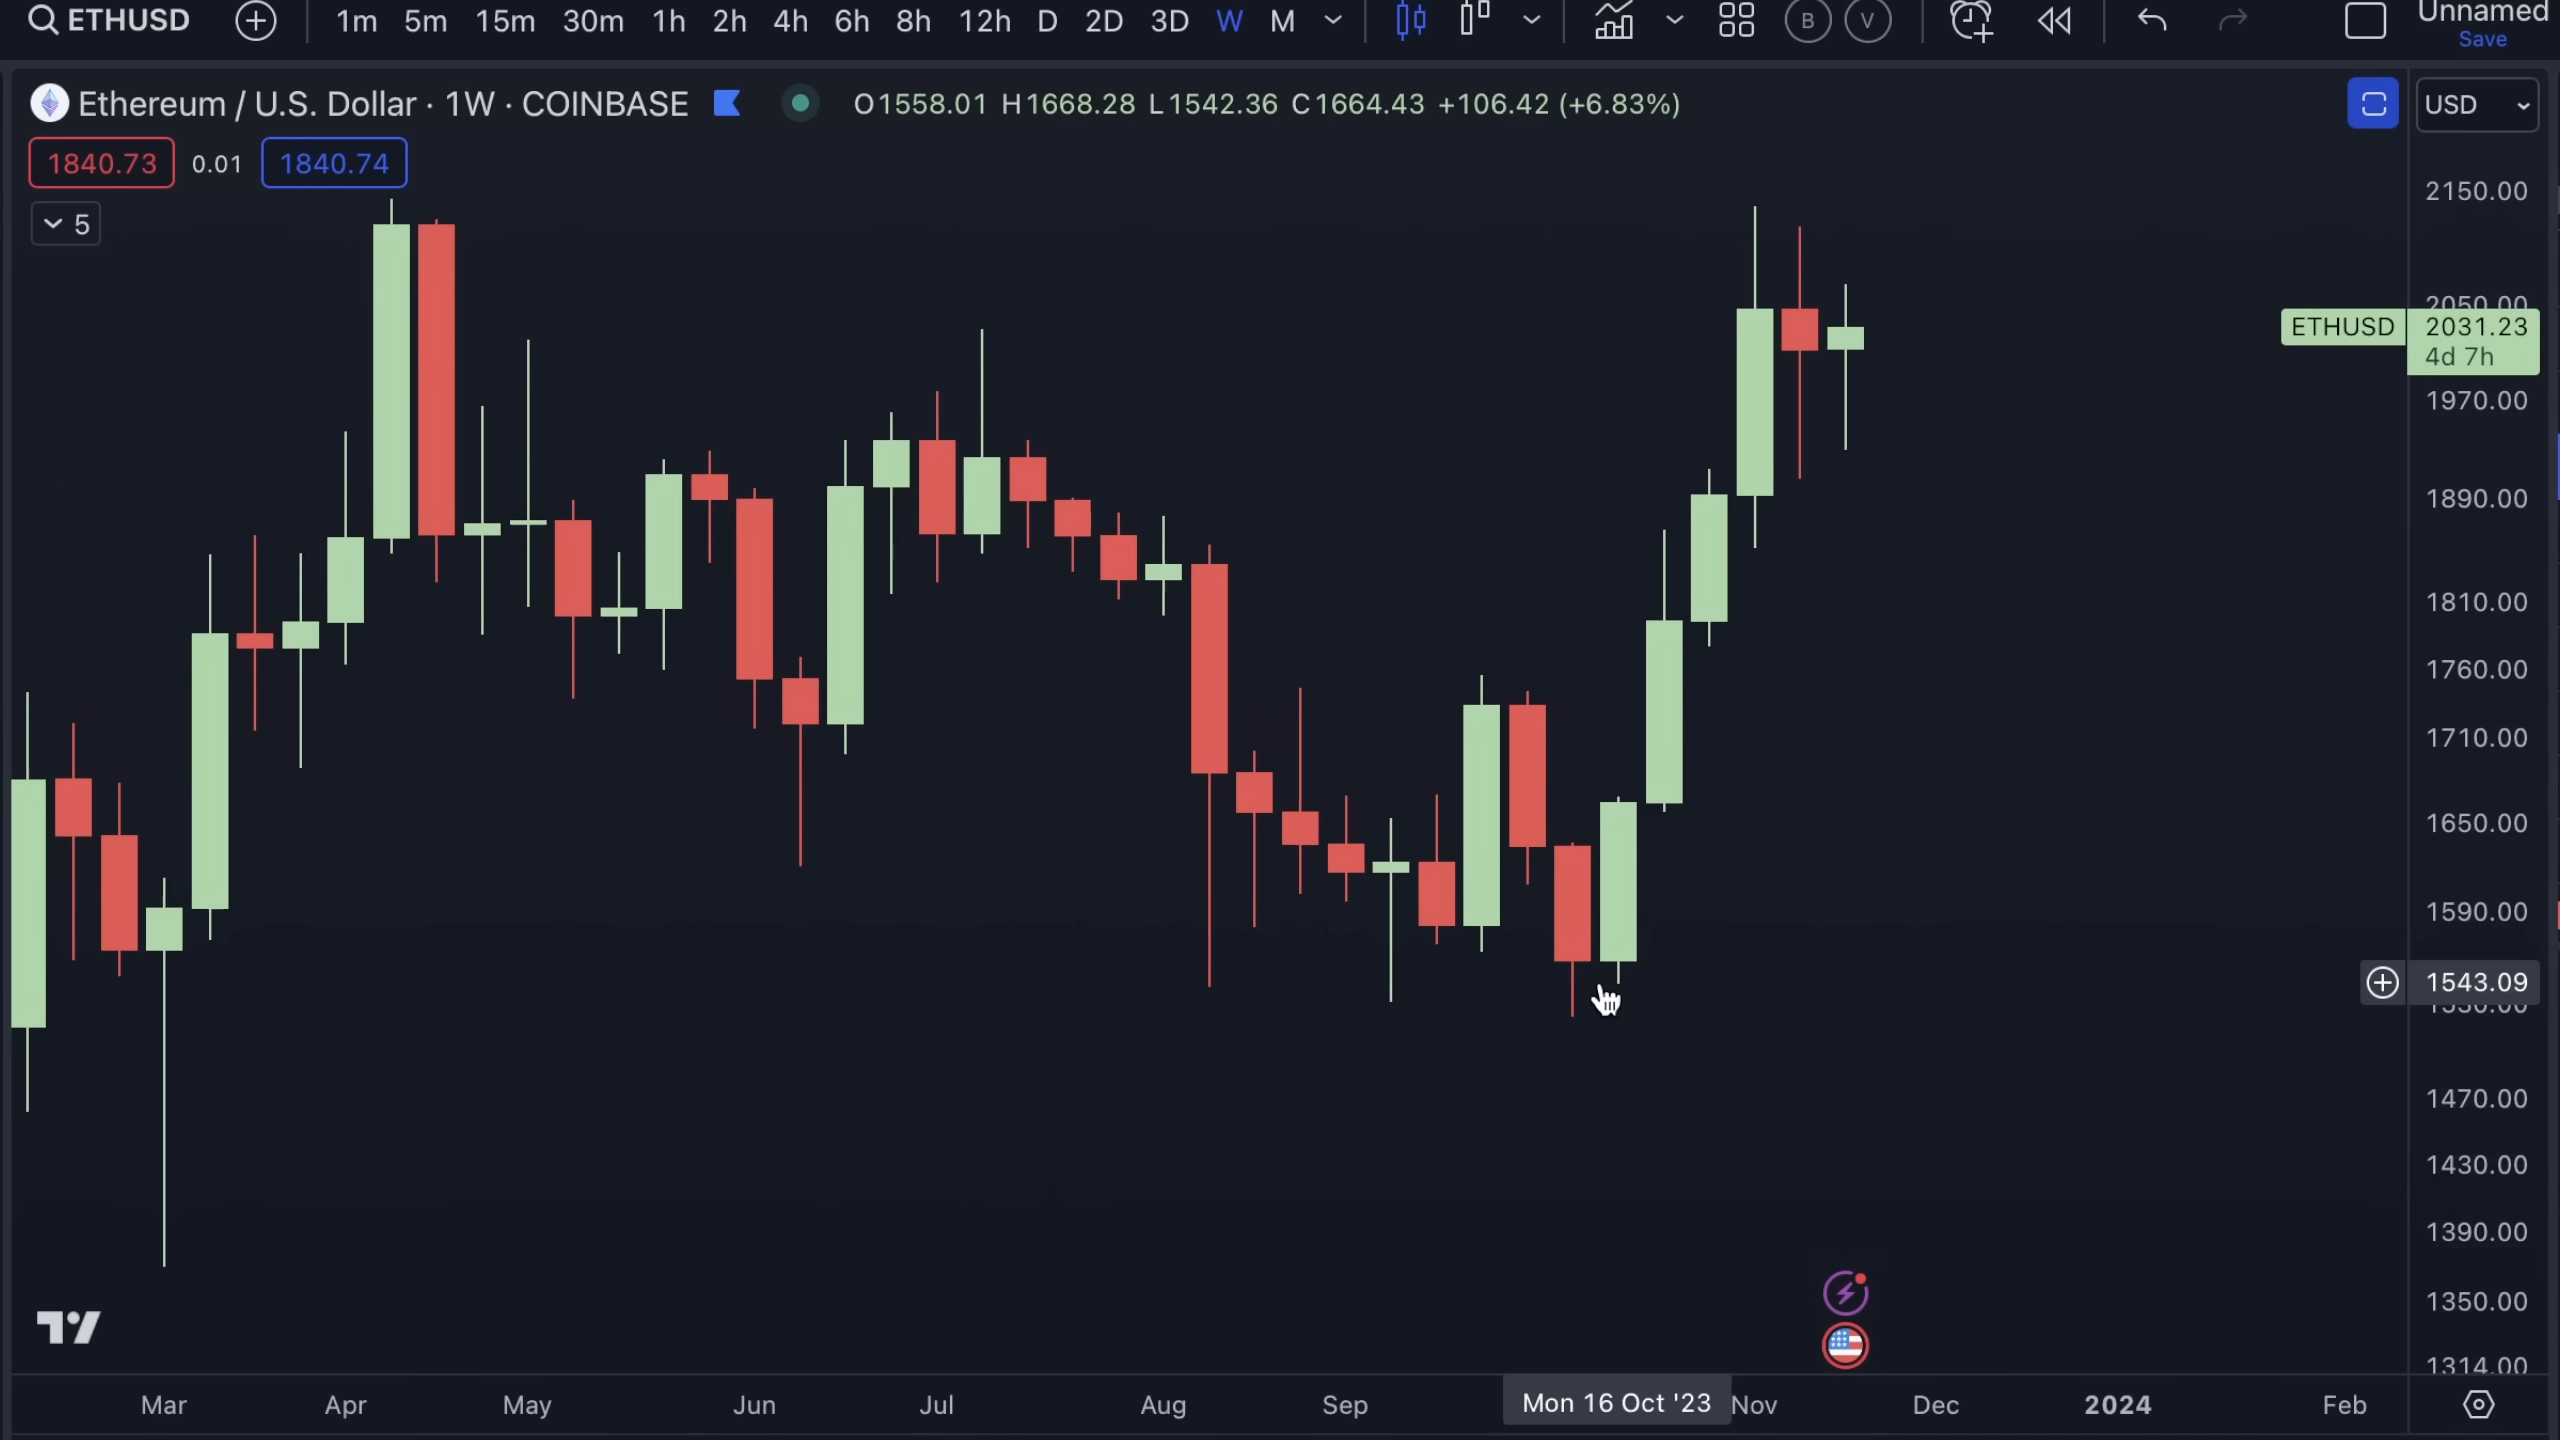 ETHUSD 1m 5m 15m 30m 1h 2h 4h 6h 8h 12h D 2D 3D W M B V Unnamed
Save
Ethereum / U.S. Dollar · 1W · COINBASE O1558.01 H1668.28 L1542.36 C1664.43 +106.42 (+6.83%) USD
1840.73 0.01 1840.74
5
2150.00
2050.00
ETHUSD 2031.23
4d 7h
1970.00
1890.00
1810.00
1760.00
1710.00
1650.00
1590.00
1543.09
1530.00
1470.00
1430.00
1390.00
1350.00
1314.00
Mar Apr May Jun Jul Aug Sep Mon 16 Oct '23 Nov Dec 2024 Feb